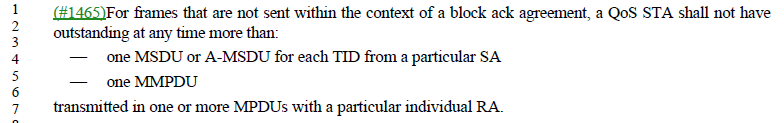 1 (#1465)For frames that are not sent within the context of a block ack agreement, a QoS STA shall not have
2 outstanding at any time more than:
3
4 — one MSDU or A-MSDU for each TID from a particular SA
5 — one MMPDU
6
7 transmitted in one or more MPDUs with a particular individual RA.